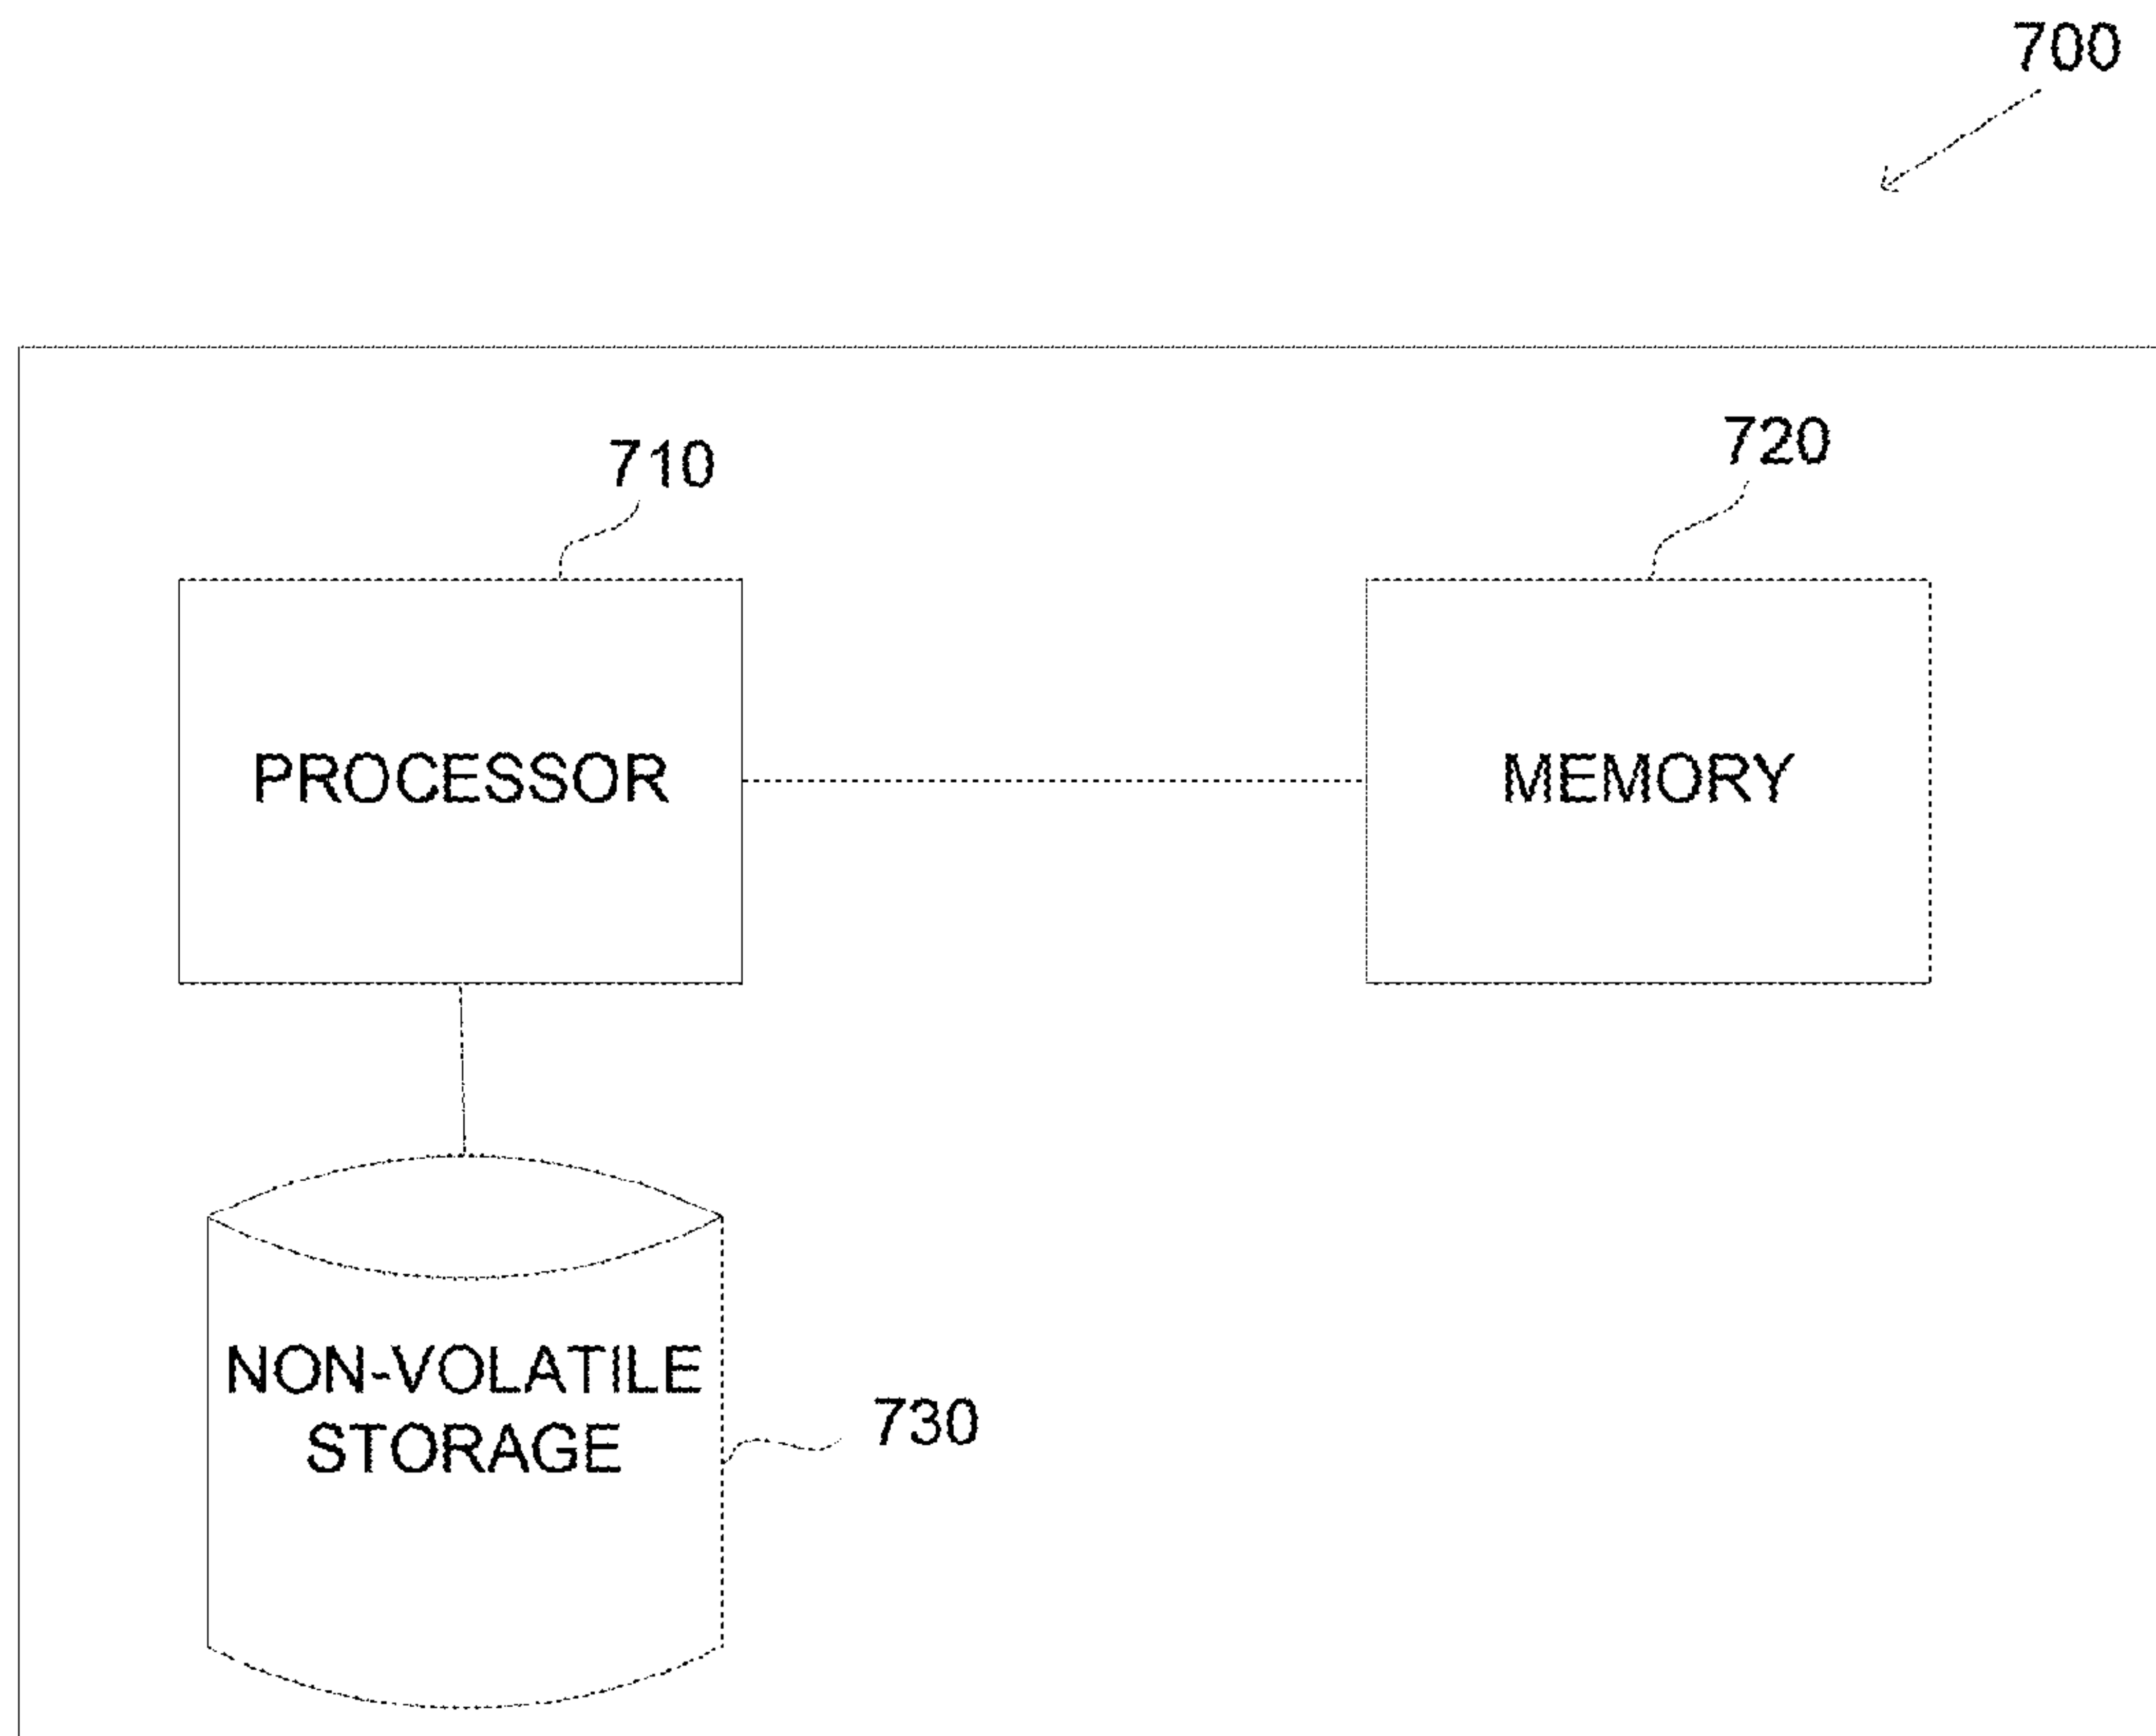 700
710
720
PROCESSOR
MEMORY
NON-VOLATILE
STORAGE
730